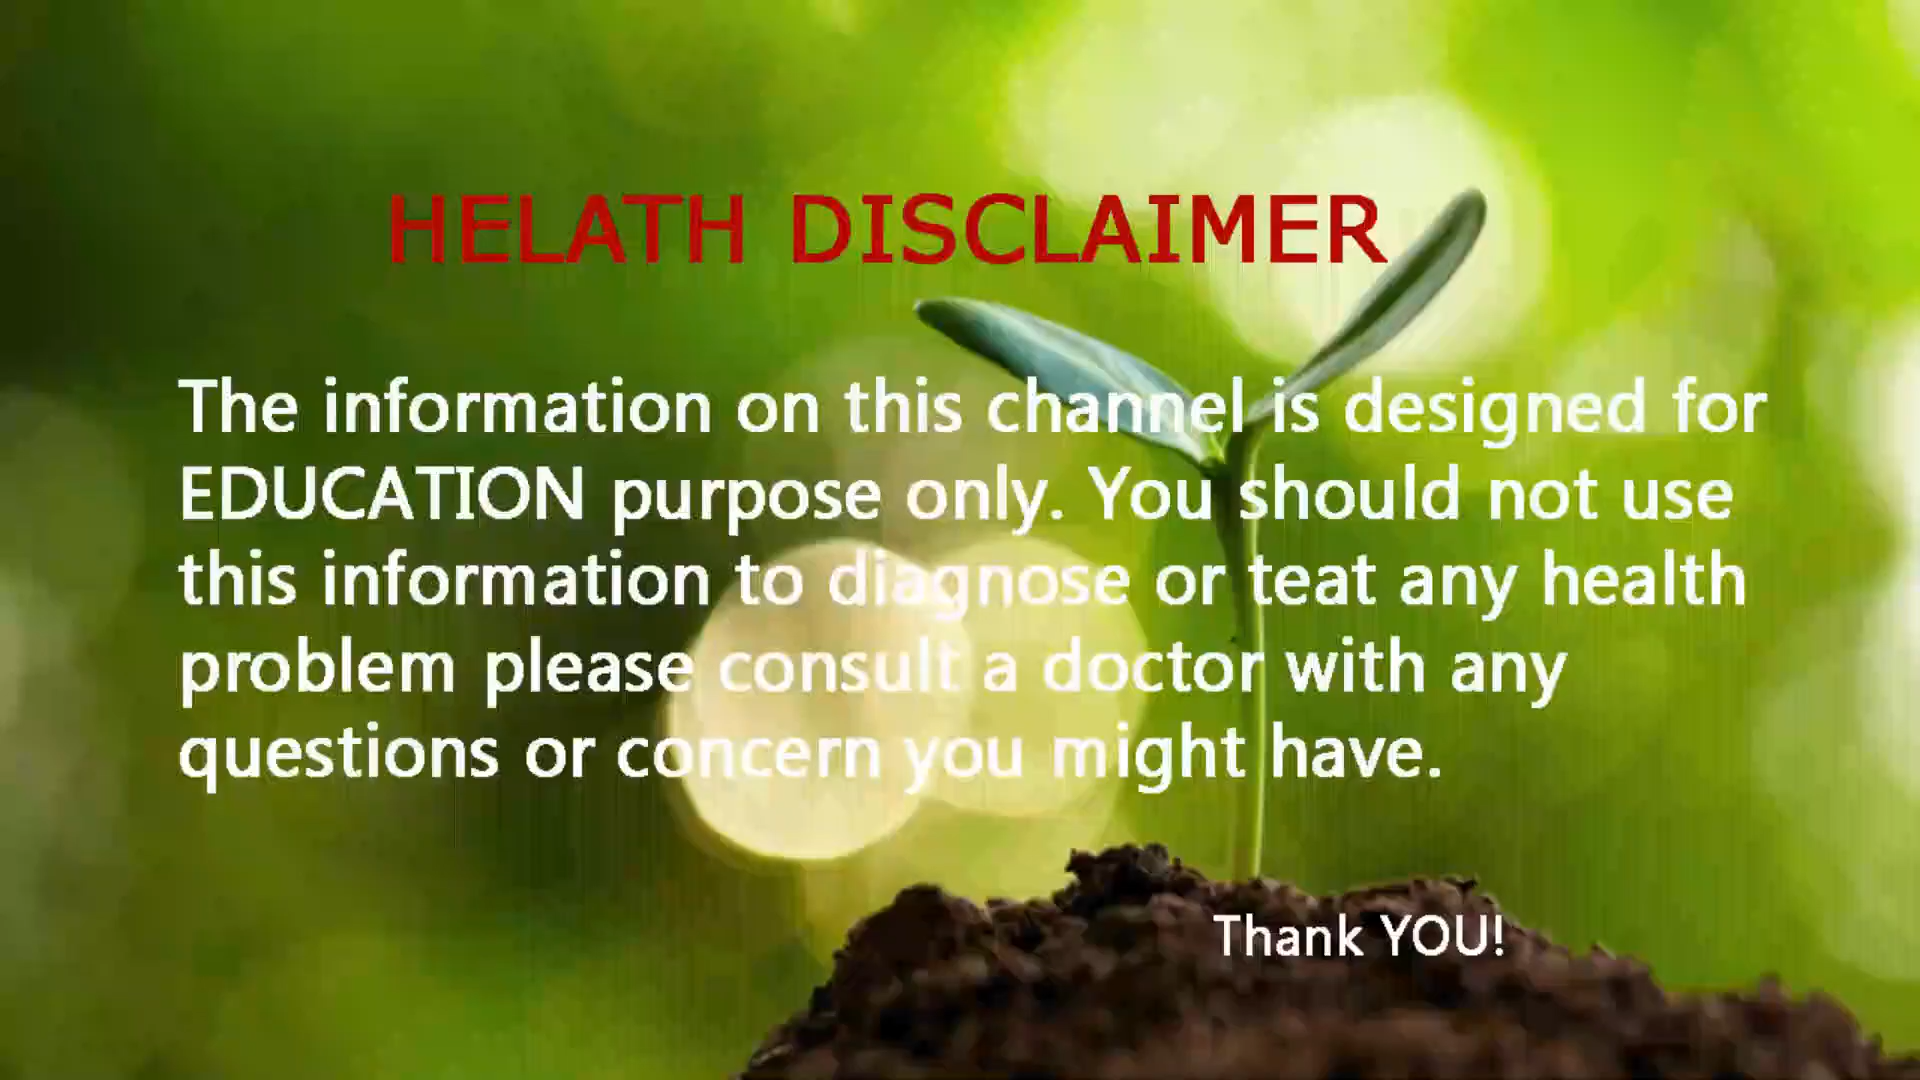 HELATH DISCLAIMER
The information on this channel is designed for
EDUCATION purpose only. You should not use
this information to diagnose or teat any health
problem please consult a doctor with any
questions or concern you might have.
Thank YOU!